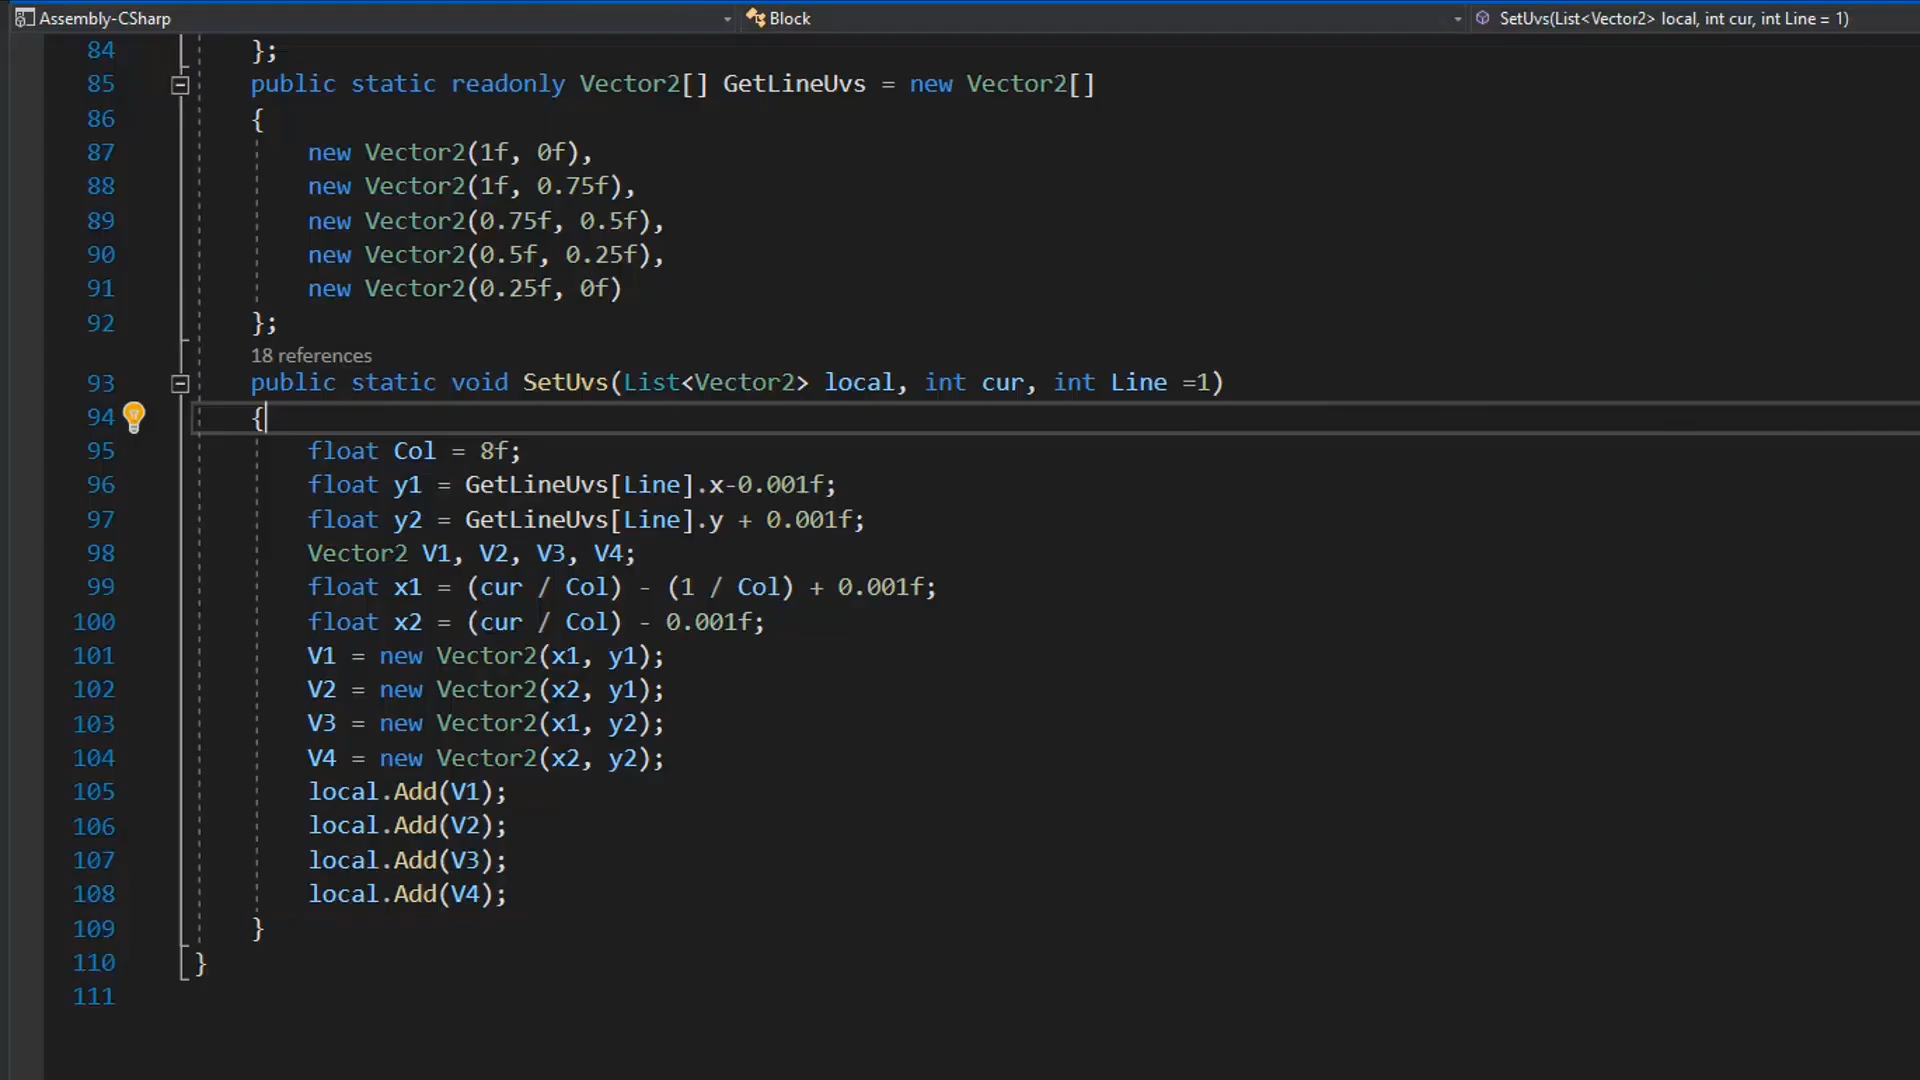 Assembly-CSharp Block SetUvs(List<Vector2> local, int cur, int Line = 1)
84 };
85 public static readonly Vector2[] GetLineUvs = new Vector2[]
86 {
87 new Vector2(1f, 0f),
88 new Vector2(1f, 0.75f),
89 new Vector2(0.75f, 0.5f),
90 new Vector2(0.5f, 0.25f),
91 new Vector2(0.25f, 0f)
92 };
18 references
93 public static void SetUvs(List<Vector2> local, int cur, int Line =1)
94 {
95 float Col = 8f;
96 float y1 = GetLineUvs[Line].x-0.001f;
97 float y2 = GetLineUvs[Line].y + 0.001f;
98 Vector2 V1, V2, V3, V4;
99 float x1 = (cur / Col) - (1 / Col) + 0.001f;
100 float x2 = (cur / Col) - 0.001f;
101 V1 = new Vector2(x1, y1);
102 V2 = new Vector2(x2, y1);
103 V3 = new Vector2(x1, y2);
104 V4 = new Vector2(x2, y2);
105 local.Add(V1);
106 local.Add(V2);
107 local.Add(V3);
108 local.Add(V4);
109 }
110 }
111